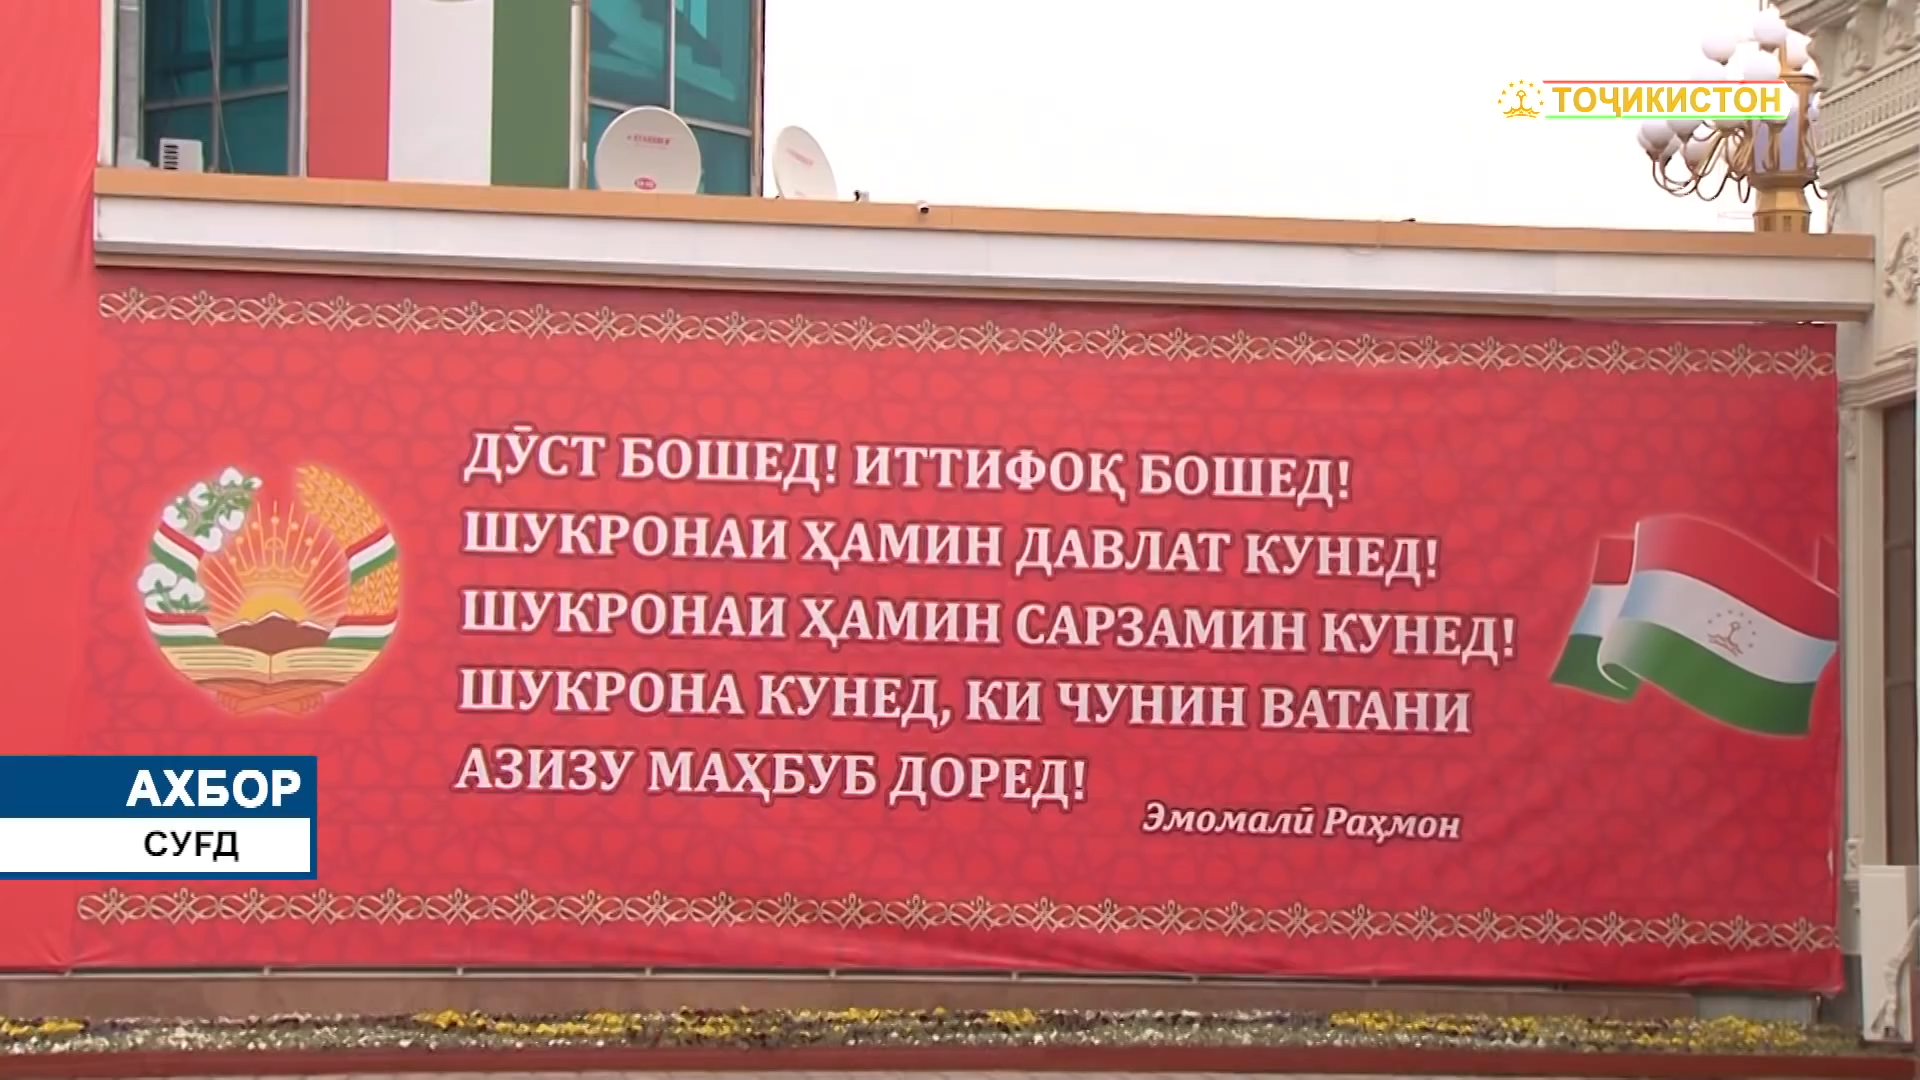 ТОҶИКИСТОН
ДӮСТ БОШЕД! ИТТИФОҚ БОШЕД!
ШУКРОНАИ ҲАМИН ДАВЛАТ КУНЕД!
ШУКРОНАИ ҲАМИН САРЗАМИН КУНЕД!
ШУКРОНА КУНЕД, КИ ЧУНИН ВАТАНИ
АЗИЗУ МАҲБУБ ДОРЕД!
Эмомалӣ Раҳмон
АХБОР
СУҒД